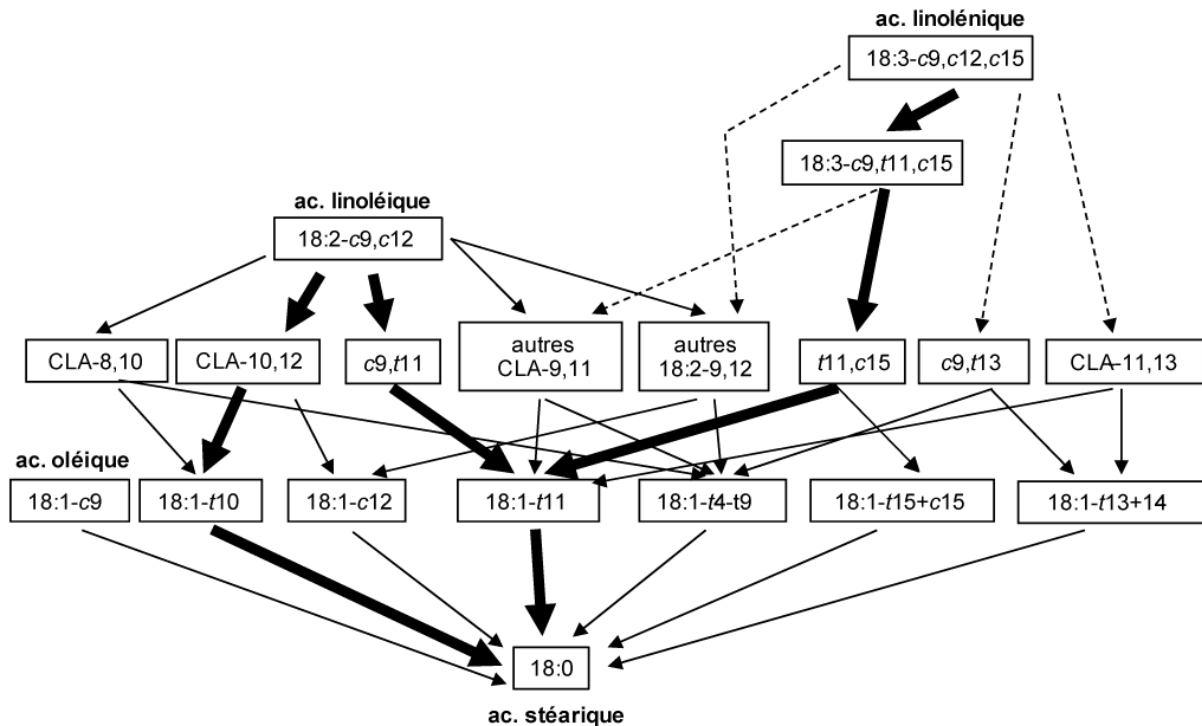 ac. linolénique
18:3-c9,c12,c15
18:3-c9,t11,c15
ac. linoléique
18:2-c9,c12
CLA-8,10
CLA-10,12
c9,t11
autres
CLA-9,11
autres
18:2-9,12
t11,c15
c9,t13
CLA-11,13
ac. oléique
18:1-c9
18:1-t10
18:1-c12
18:1-t11
18:1-t4-t9
18:1-t15+c15
18:1-t13+14
18:0
ac. stéarique